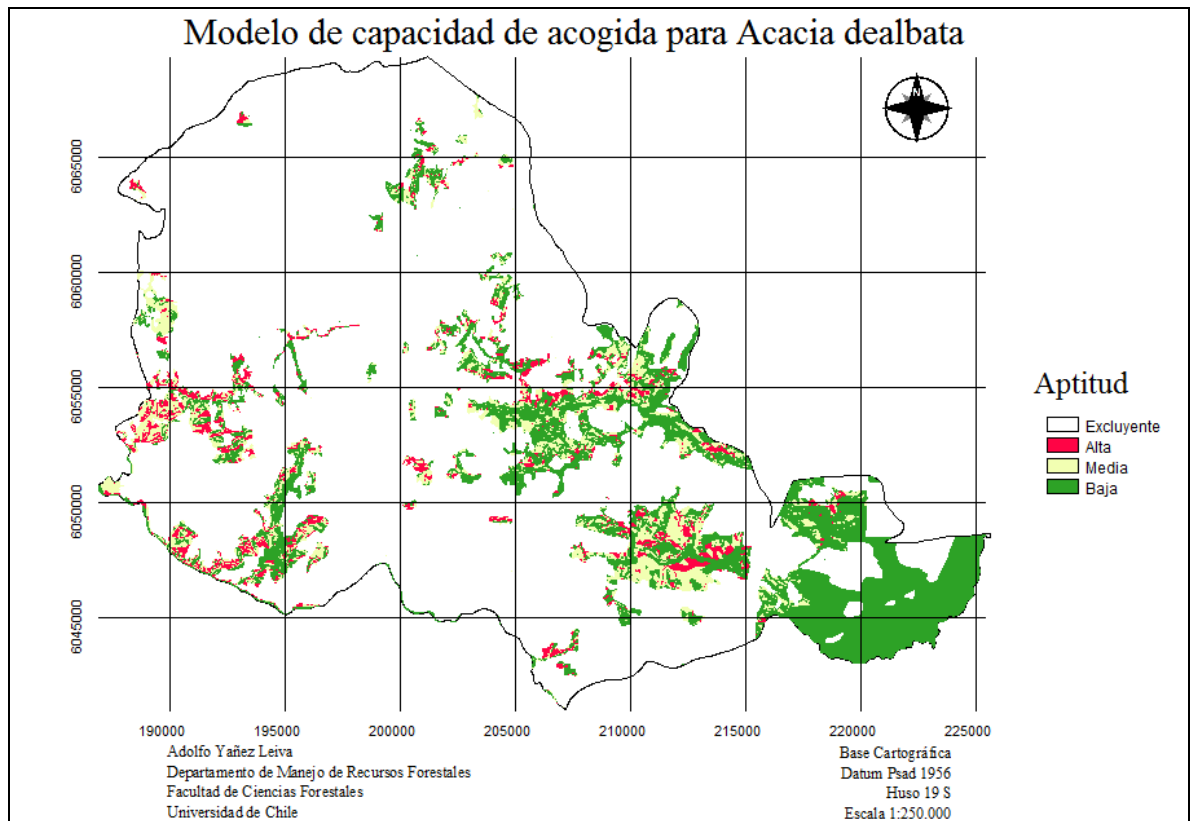 Modelo de capacidad de acogida para Acacia dealbata
N
6065000
6060000
6055000
6050000
6045000
190000
195000
200000
205000
210000
215000
220000
225000
Aptitud
Excluyente
Alta
Media
Baja
Adolfo Yañez Leiva
Departamento de Manejo de Recursos Forestales
Facultad de Ciencias Forestales
Universidad de Chile
Base Cartográfica
Datum Psad 1956
Huso 19 S
Escala 1:250.000